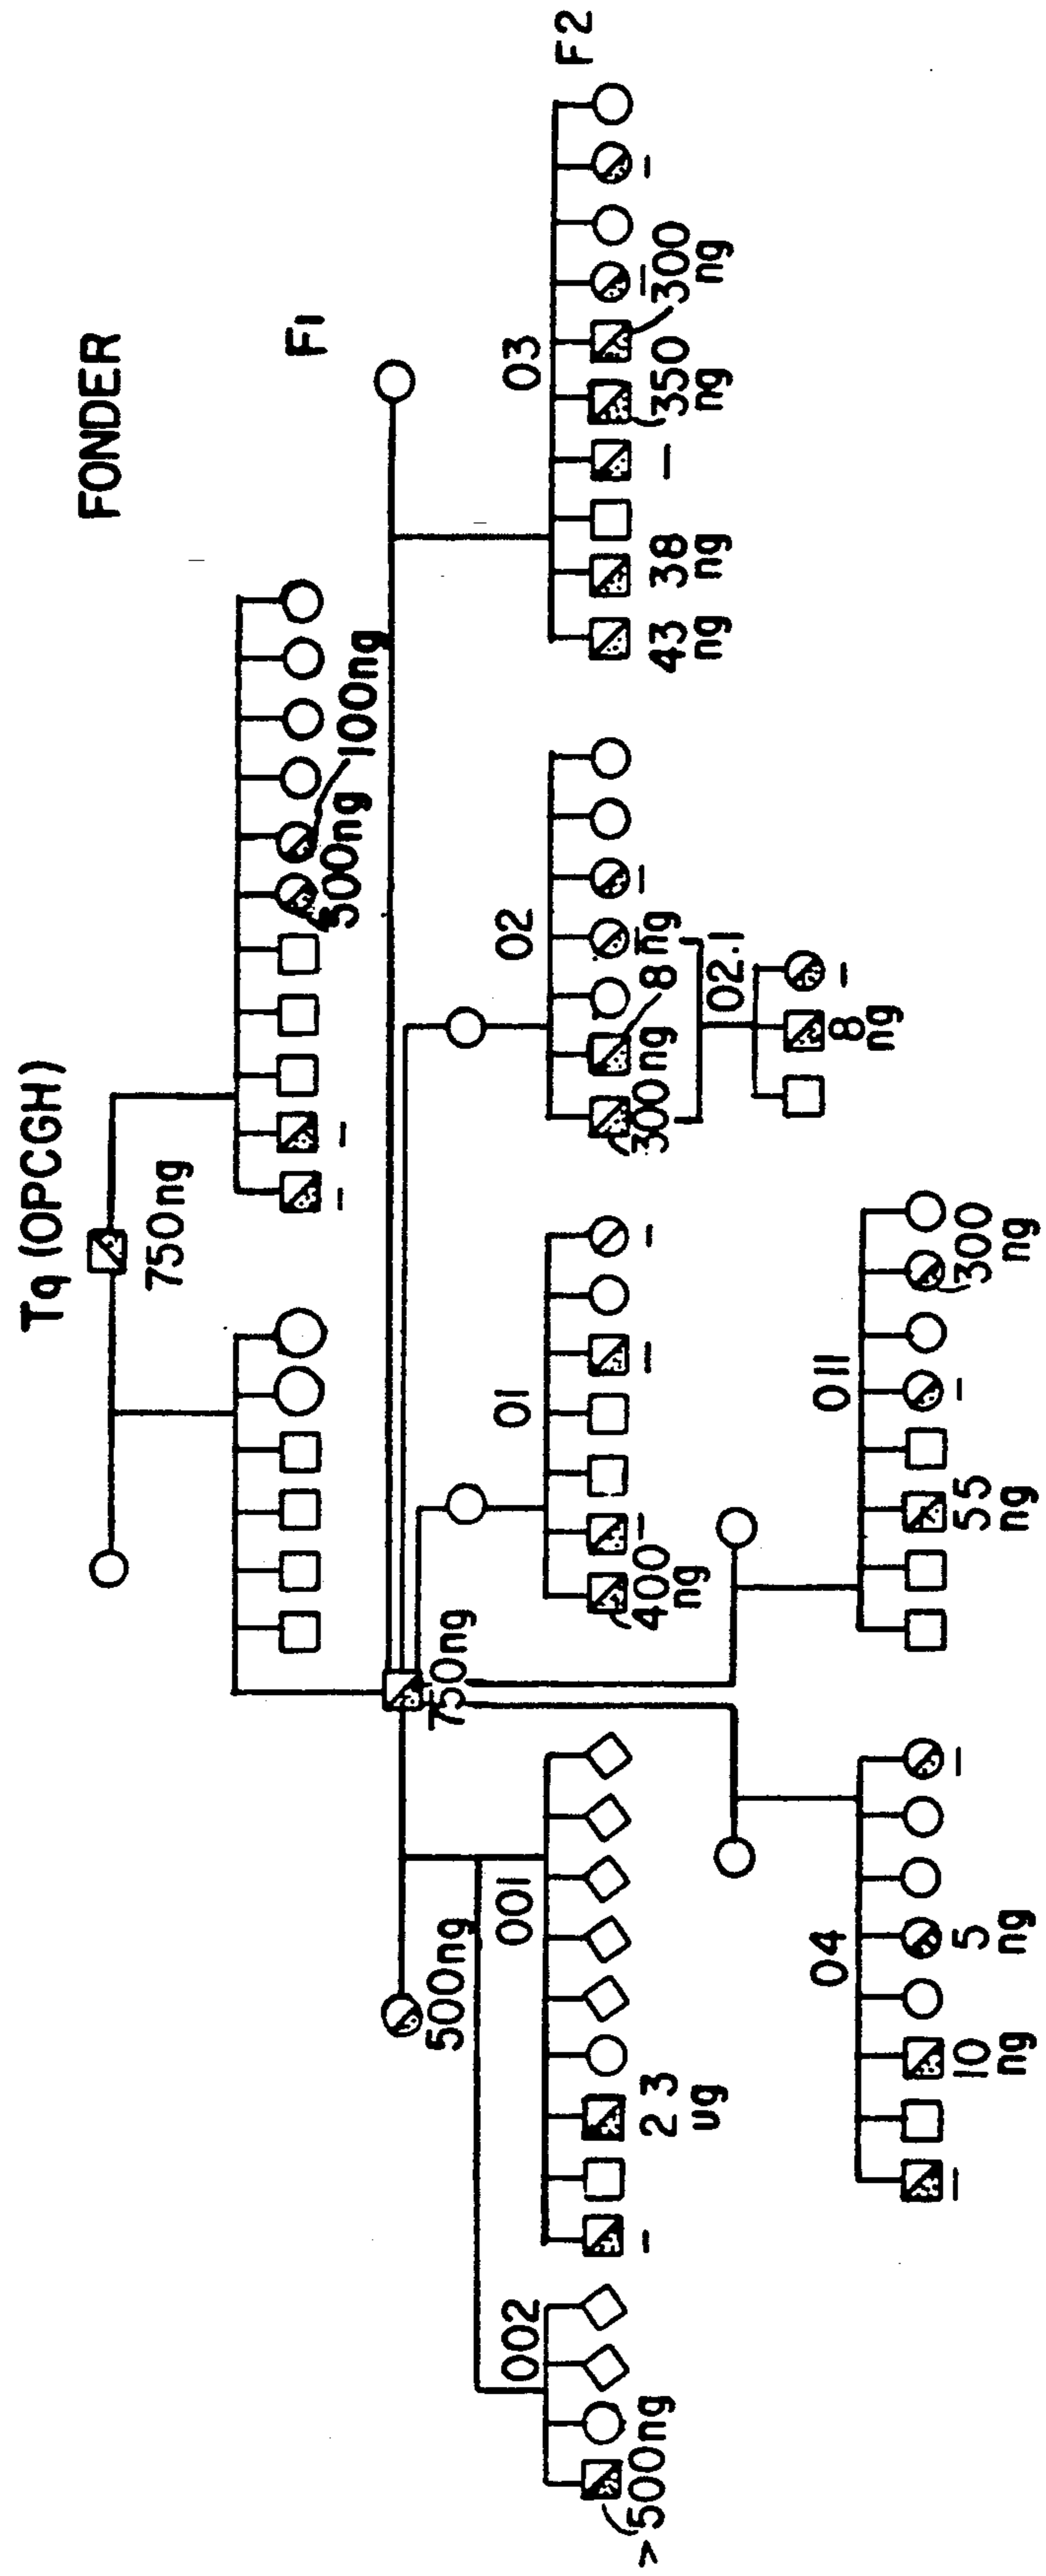 Tq (OPCGH)
FONDER
750ng
F1
500ng
100ng
–
–
750ng
500ng
F2
002
001
01
02
03
>500ng
–
2 3
ug
400
ng
–
–
–
300ng
8
ng
–
–
43
ng
38
ng
–
350
ng
300
ng
–
–
02.1
8
ng
–
04
011
–
10
ng
5
ng
–
55
ng
–
300
ng